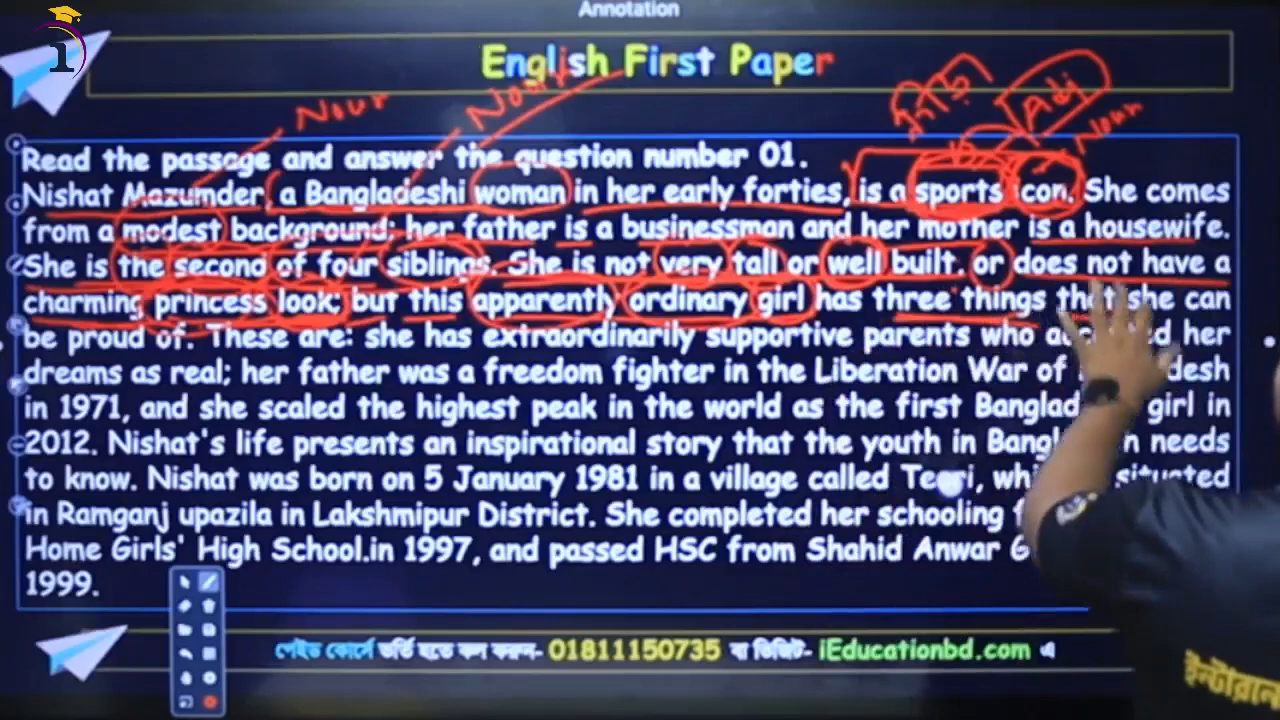 Annotation
English First Paper
Noun
Noun
Adj
Noun
Read the passage and answer the question number 01.
Nishat Mazumder, a Bangladeshi woman in her early forties, is a sports icon. She comes
from a modest background; her father is a businessman and her mother is a housewife.
She is the second of four siblings. She is not very tall or well built. or does not have a
charming princess look; but this apparently ordinary girl has three things that she can
be proud of. These are: she has extraordinarily supportive parents who her
dreams as real; her father was a freedom fighter in the Liberation War of
in 1971, and she scaled the highest peak in the world as the first girl in
2012. Nishat's life presents an inspirational story that the youth in needs
to know. Nishat was born on 5 January 1981 in a village called situated
in Ramganj upazila in Lakshmipur District. She completed her schooling
Home Girls' High School.in 1997, and passed HSC from Shahid Anwar
1999.
পেইড কোর্সে ভর্তি হতে কল করুন- 01811150735 বা ভিজিট- iEducationbd.com এ